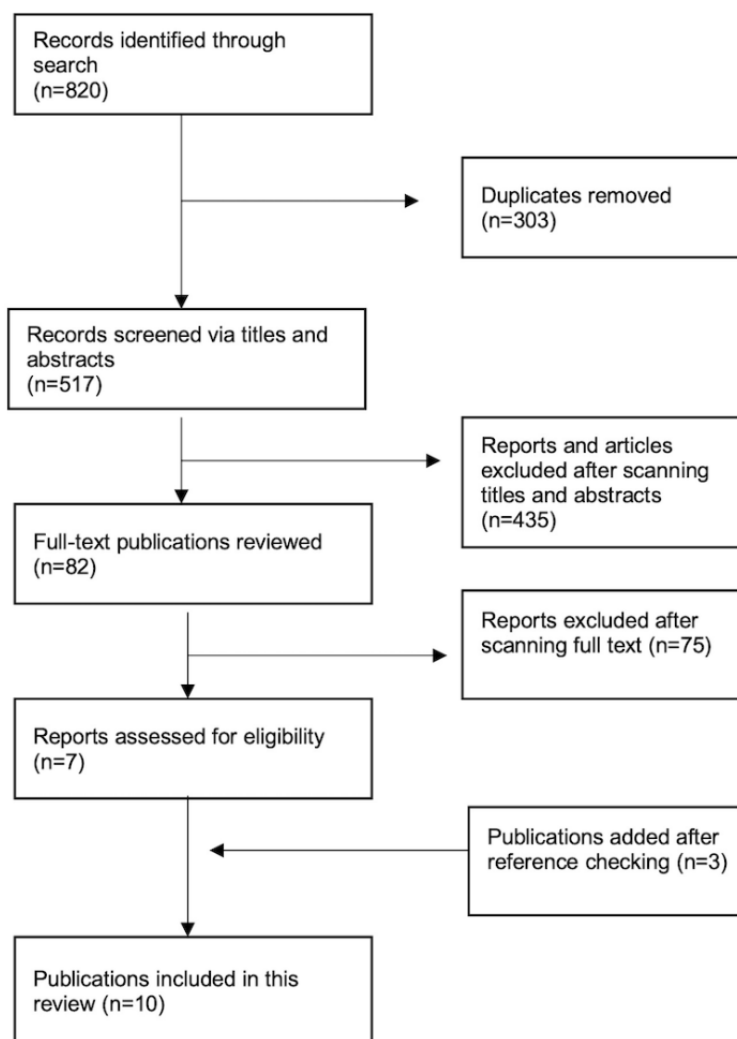 Records identified through
search
(n=820)
Duplicates removed
(n=303)
Records screened via titles and
abstracts
(n=517)
Reports and articles
excluded after scanning
titles and abstracts
(n=435)
Full-text publications reviewed
(n=82)
Reports excluded after
scanning full text (n=75)
Reports assessed for eligibility
(n=7)
Publications added after
reference checking (n=3)
Publications included in this
review (n=10)